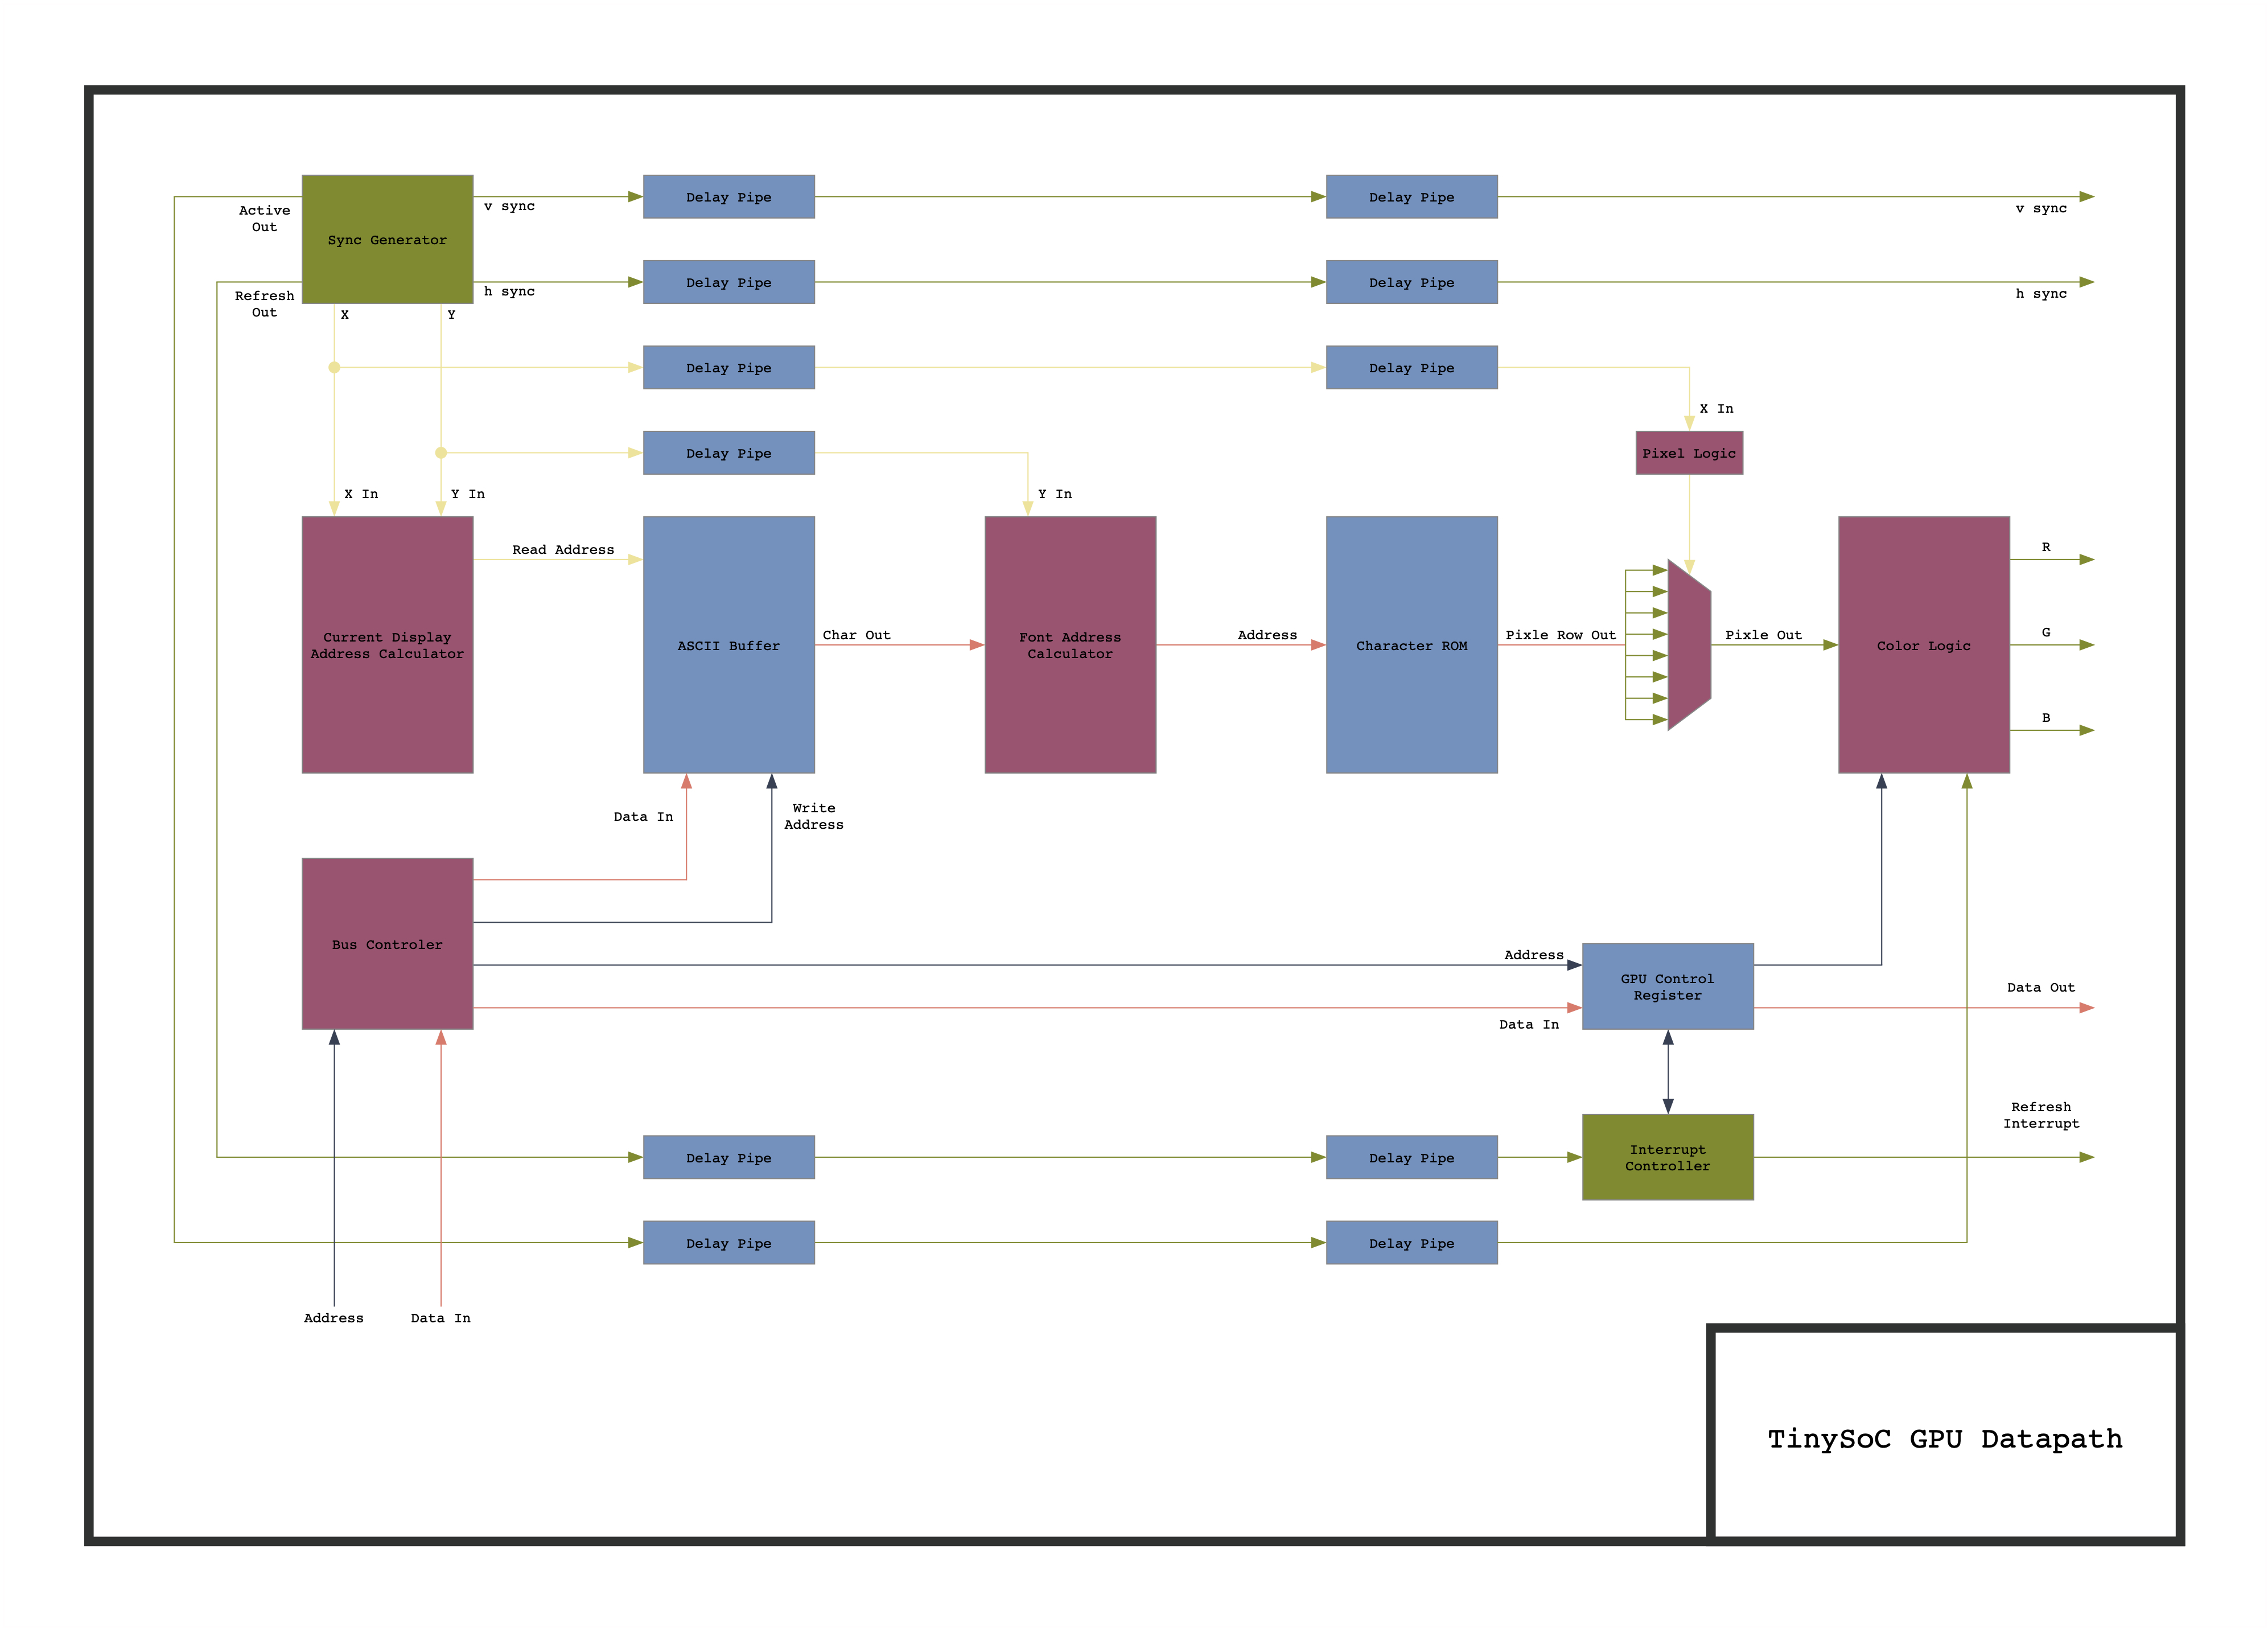 Active
Out
Sync Generator
v sync
Delay Pipe
Delay Pipe
v sync
Refresh
Out
h sync
Delay Pipe
Delay Pipe
h sync
X
Y
Delay Pipe
Delay Pipe
X In
Delay Pipe
Pixel Logic
X In
Y In
Y In
Current Display
Address Calculator
Read Address
ASCII Buffer
Char Out
Font Address
Calculator
Address
Character ROM
Pixle Row Out
Pixle Out
Color Logic
R
G
B
Data In
Write
Address
Bus Controler
Address
Data In
GPU Control
Register
Data Out
Delay Pipe
Delay Pipe
Interrupt
Controller
Refresh
Interrupt
Delay Pipe
Delay Pipe
Address
Data In
TinySoC GPU Datapath